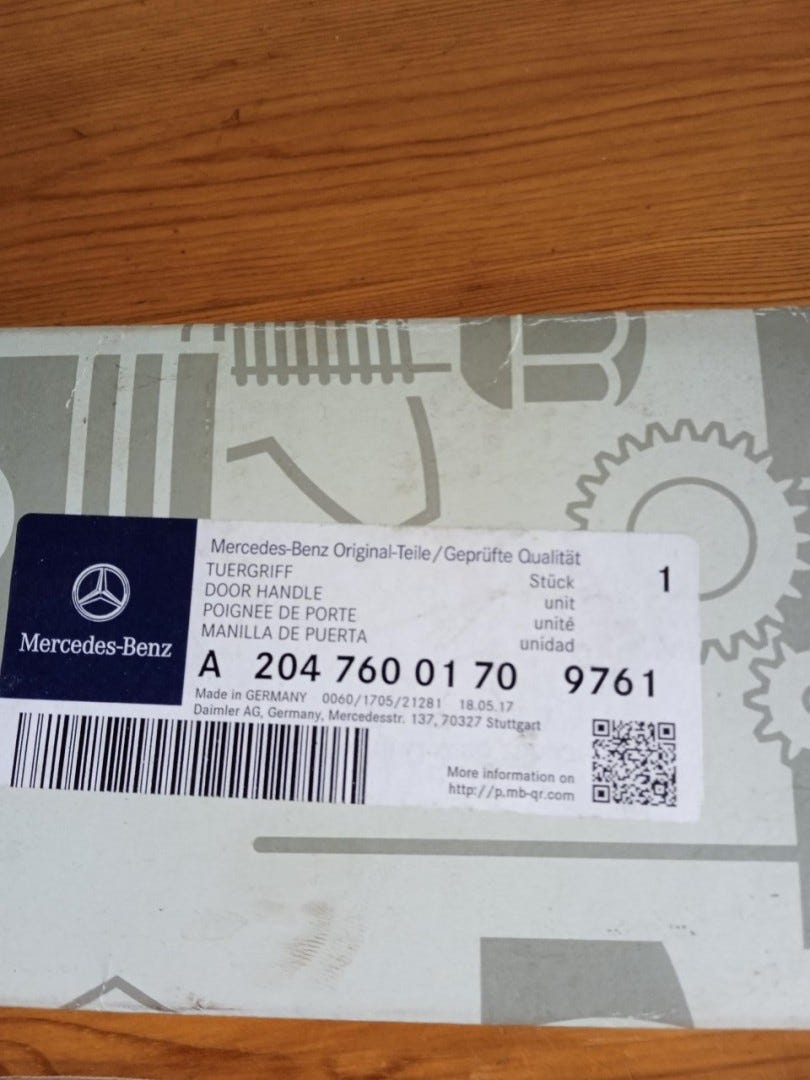 Mercedes-Benz
Mercedes-Benz Original-Teile/Geprüfte Qualität
TUERGRIFF Stück 1
DOOR HANDLE unit
POIGNEE DE PORTE unité
MANILLA DE PUERTA unidad
A 204 760 01 70 9761
Made in GERMANY 0060/1705/21281 18.05.17
Daimler AG, Germany, Mercedesstr. 137, 70327 Stuttgart
More information on
http://p.mb-qr.com